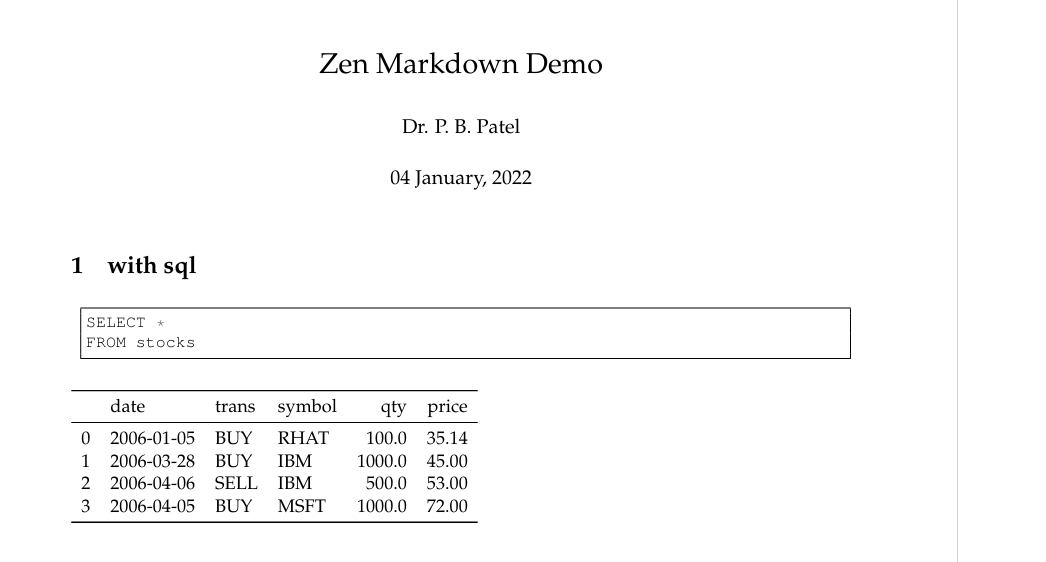 Zen Markdown Demo
Dr. P. B. Patel
04 January, 2022
1 with sql
SELECT *
FROM stocks
date trans symbol qty price
0 2006-01-05 BUY RHAT 100.0 35.14
1 2006-03-28 BUY IBM 1000.0 45.00
2 2006-04-06 SELL IBM 500.0 53.00
3 2006-04-05 BUY MSFT 1000.0 72.00